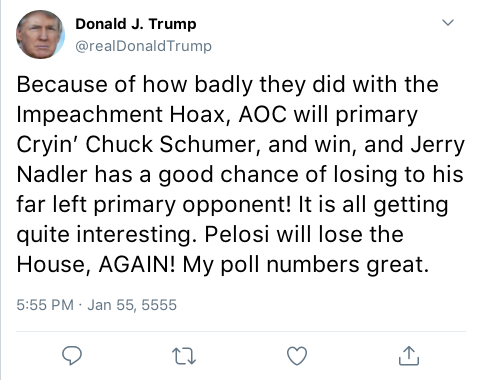 Donald J. Trump
@realDonaldTrump
Because of how badly they did with the
Impeachment Hoax, AOC will primary
Cryin’ Chuck Schumer, and win, and Jerry
Nadler has a good chance of losing to his
far left primary opponent! It is all getting
quite interesting. Pelosi will lose the
House, AGAIN! My poll numbers great.
5:55 PM · Jan 55, 5555